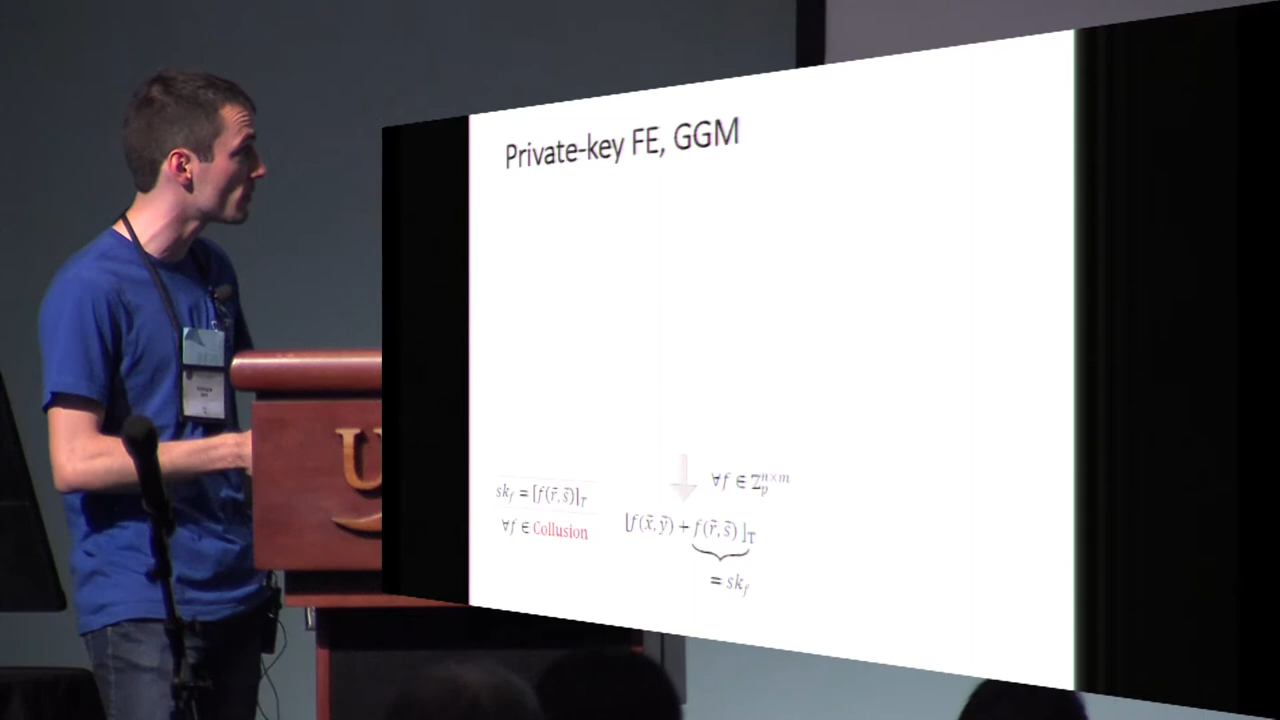 Private-key FE, GGM
∀f ∈ ℤ_p^{n×m}
sk_f = [f(r⃗, s⃗)]_T
∀f ∈ Collusion
[f(x⃗, y⃗) + f(r⃗, s⃗)]_T
= sk_f
U